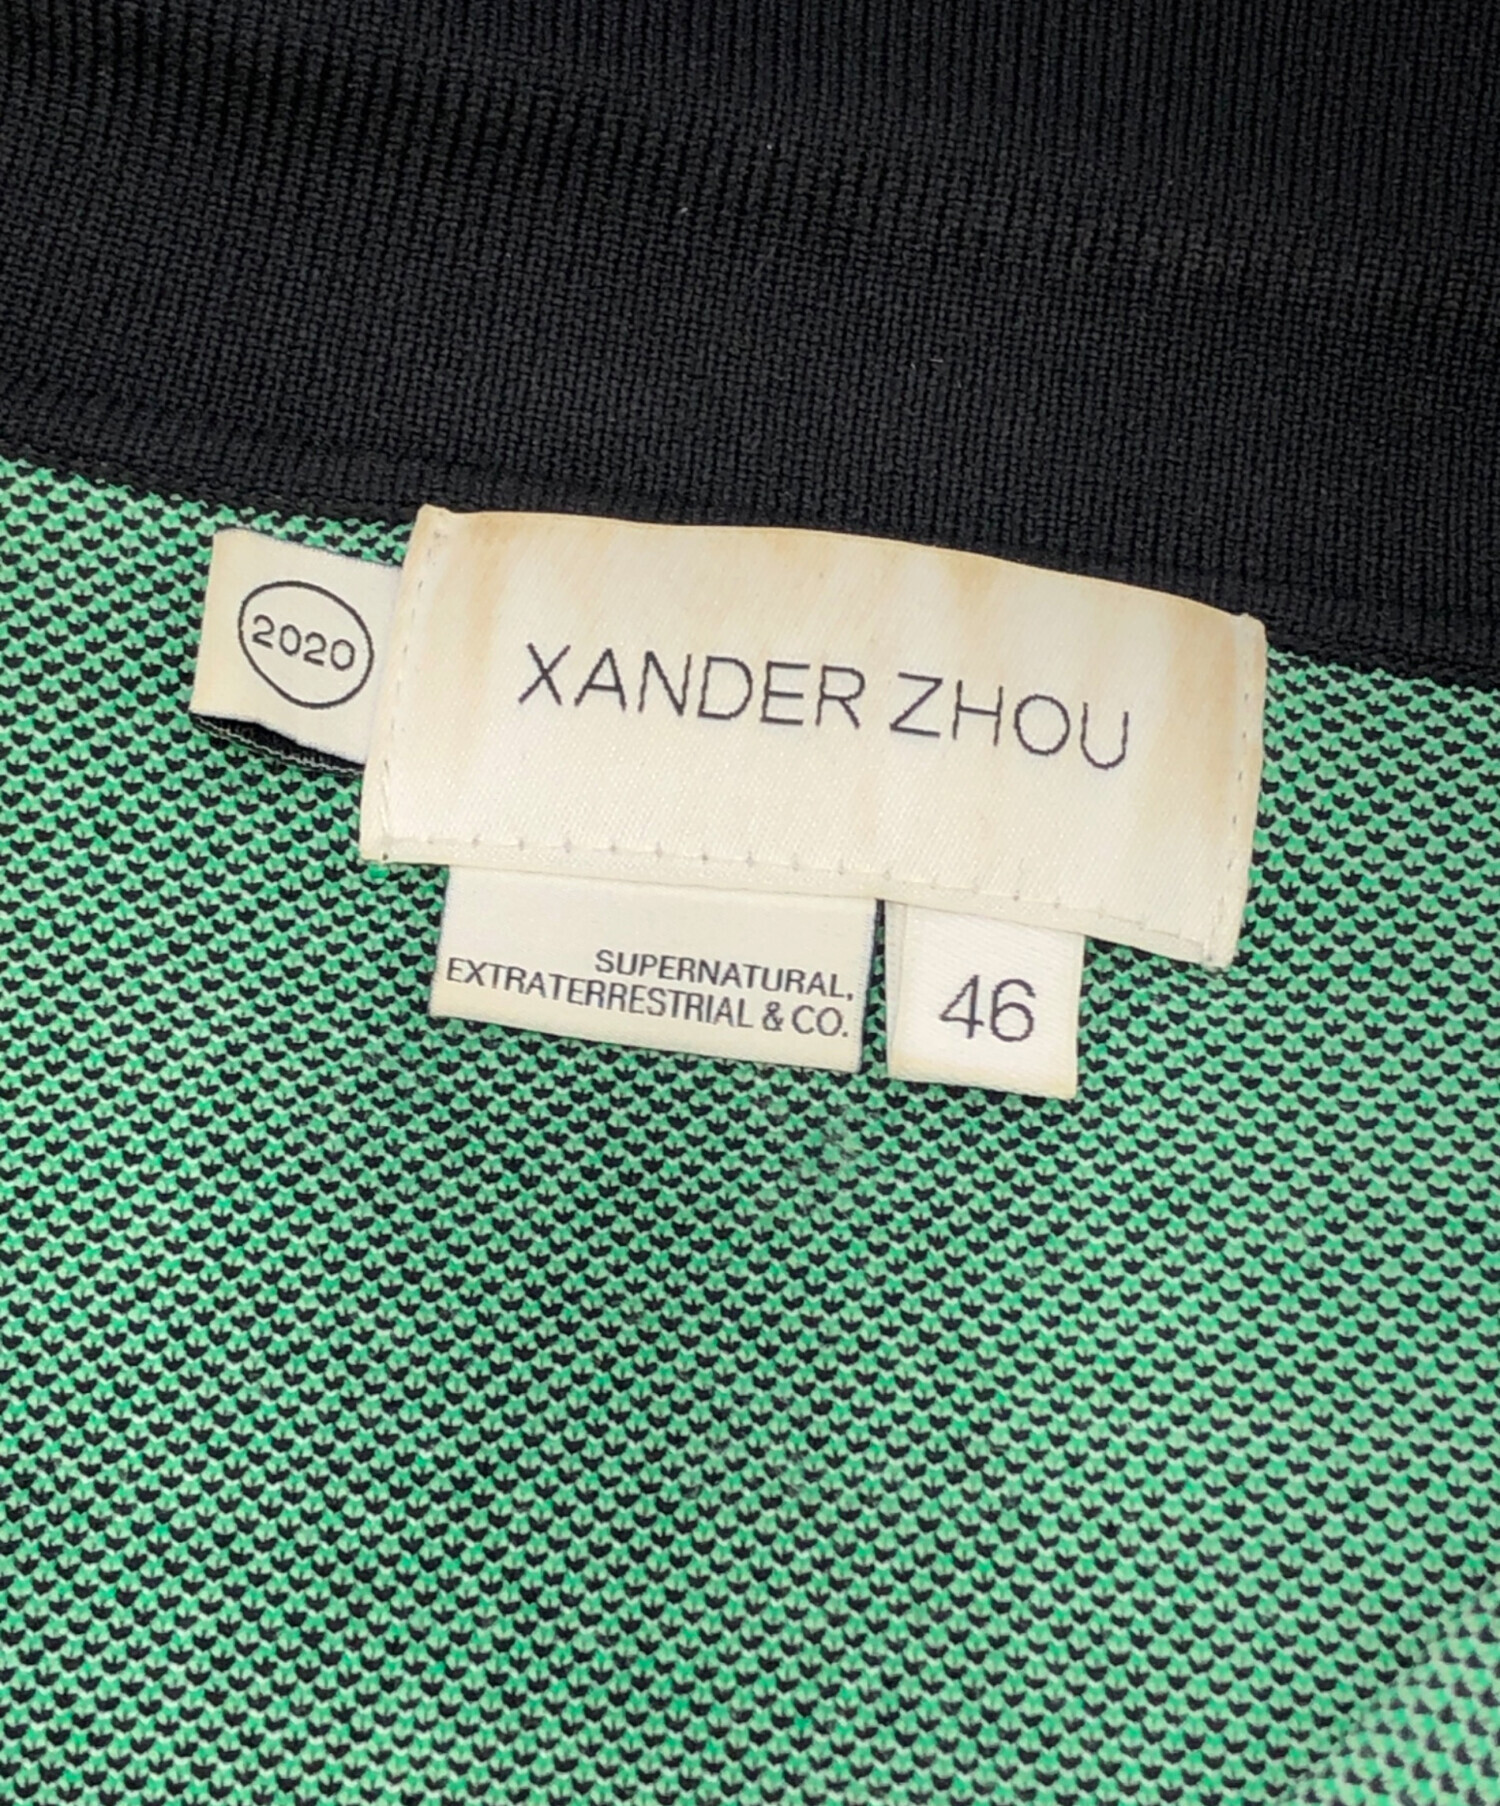 2020
XANDER ZHOU
SUPERNATURAL,
EXTRATERRESTRIAL & CO.
46